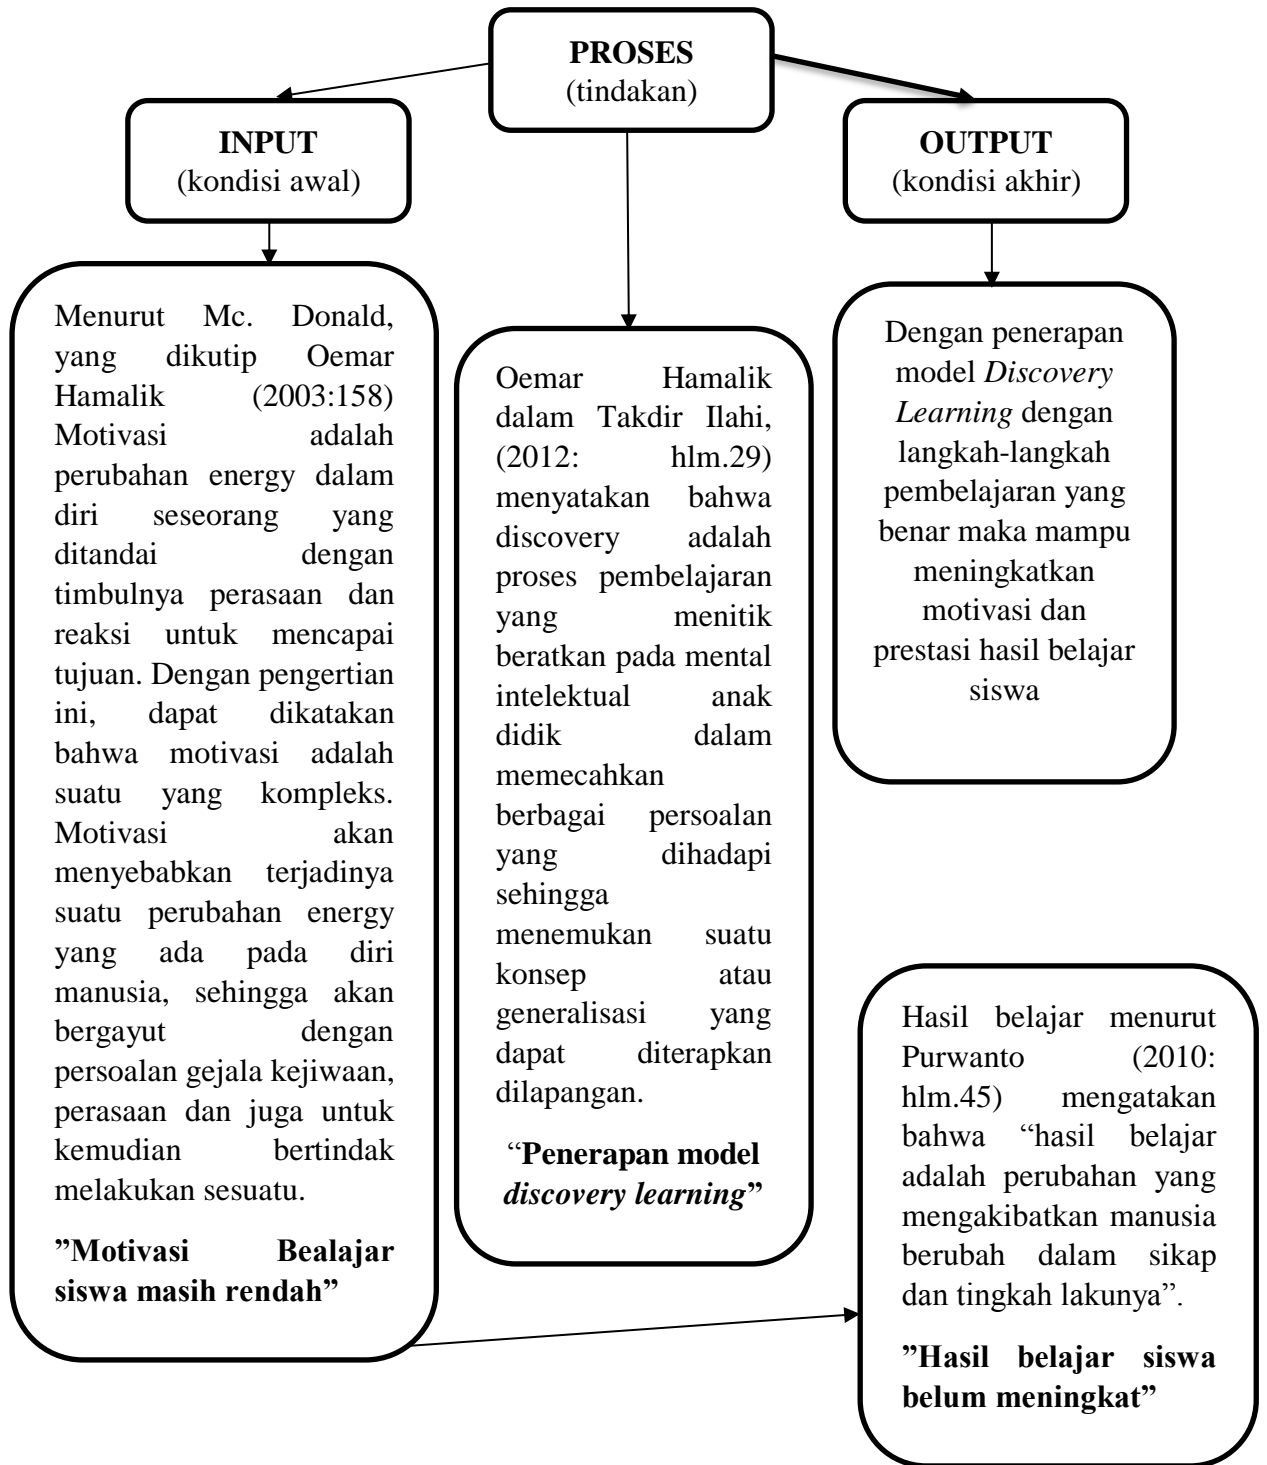 PROSES
(tindakan)
INPUT
(kondisi awal)
OUTPUT
(kondisi akhir)
Menurut Mc. Donald,
yang dikutip Oemar
Hamalik (2003:158)
Motivasi adalah
perubahan energy dalam
diri seseorang yang
ditandai dengan
timbulnya perasaan dan
reaksi untuk mencapai
tujuan. Dengan pengertian
ini, dapat dikatakan
bahwa motivasi adalah
suatu yang kompleks.
Motivasi akan
menyebabkan terjadinya
suatu perubahan energy
yang ada pada diri
manusia, sehingga akan
bergayut dengan
persoalan gejala kejiwaan,
perasaan dan juga untuk
kemudian bertindak
melakukan sesuatu.
”Motivasi Bealajar
siswa masih rendah”
Oemar Hamalik
dalam Takdir Ilahi,
(2012: hlm.29)
menyatakan bahwa
discovery adalah
proses pembelajaran
yang menitik
beratkan pada mental
intelektual anak
didik dalam
memecahkan
berbagai persoalan
yang dihadapi
sehingga
menemukan suatu
konsep atau
generalisasi yang
dapat diterapkan
dilapangan.
“Penerapan model
discovery learning”
Dengan penerapan
model Discovery
Learning dengan
langkah-langkah
pembelajaran yang
benar maka mampu
meningkatkan
motivasi dan
prestasi hasil belajar
siswa
Hasil belajar menurut
Purwanto (2010:
hlm.45) mengatakan
bahwa “hasil belajar
adalah perubahan yang
mengakibatkan manusia
berubah dalam sikap
dan tingkah lakunya”.
”Hasil belajar siswa
belum meningkat”